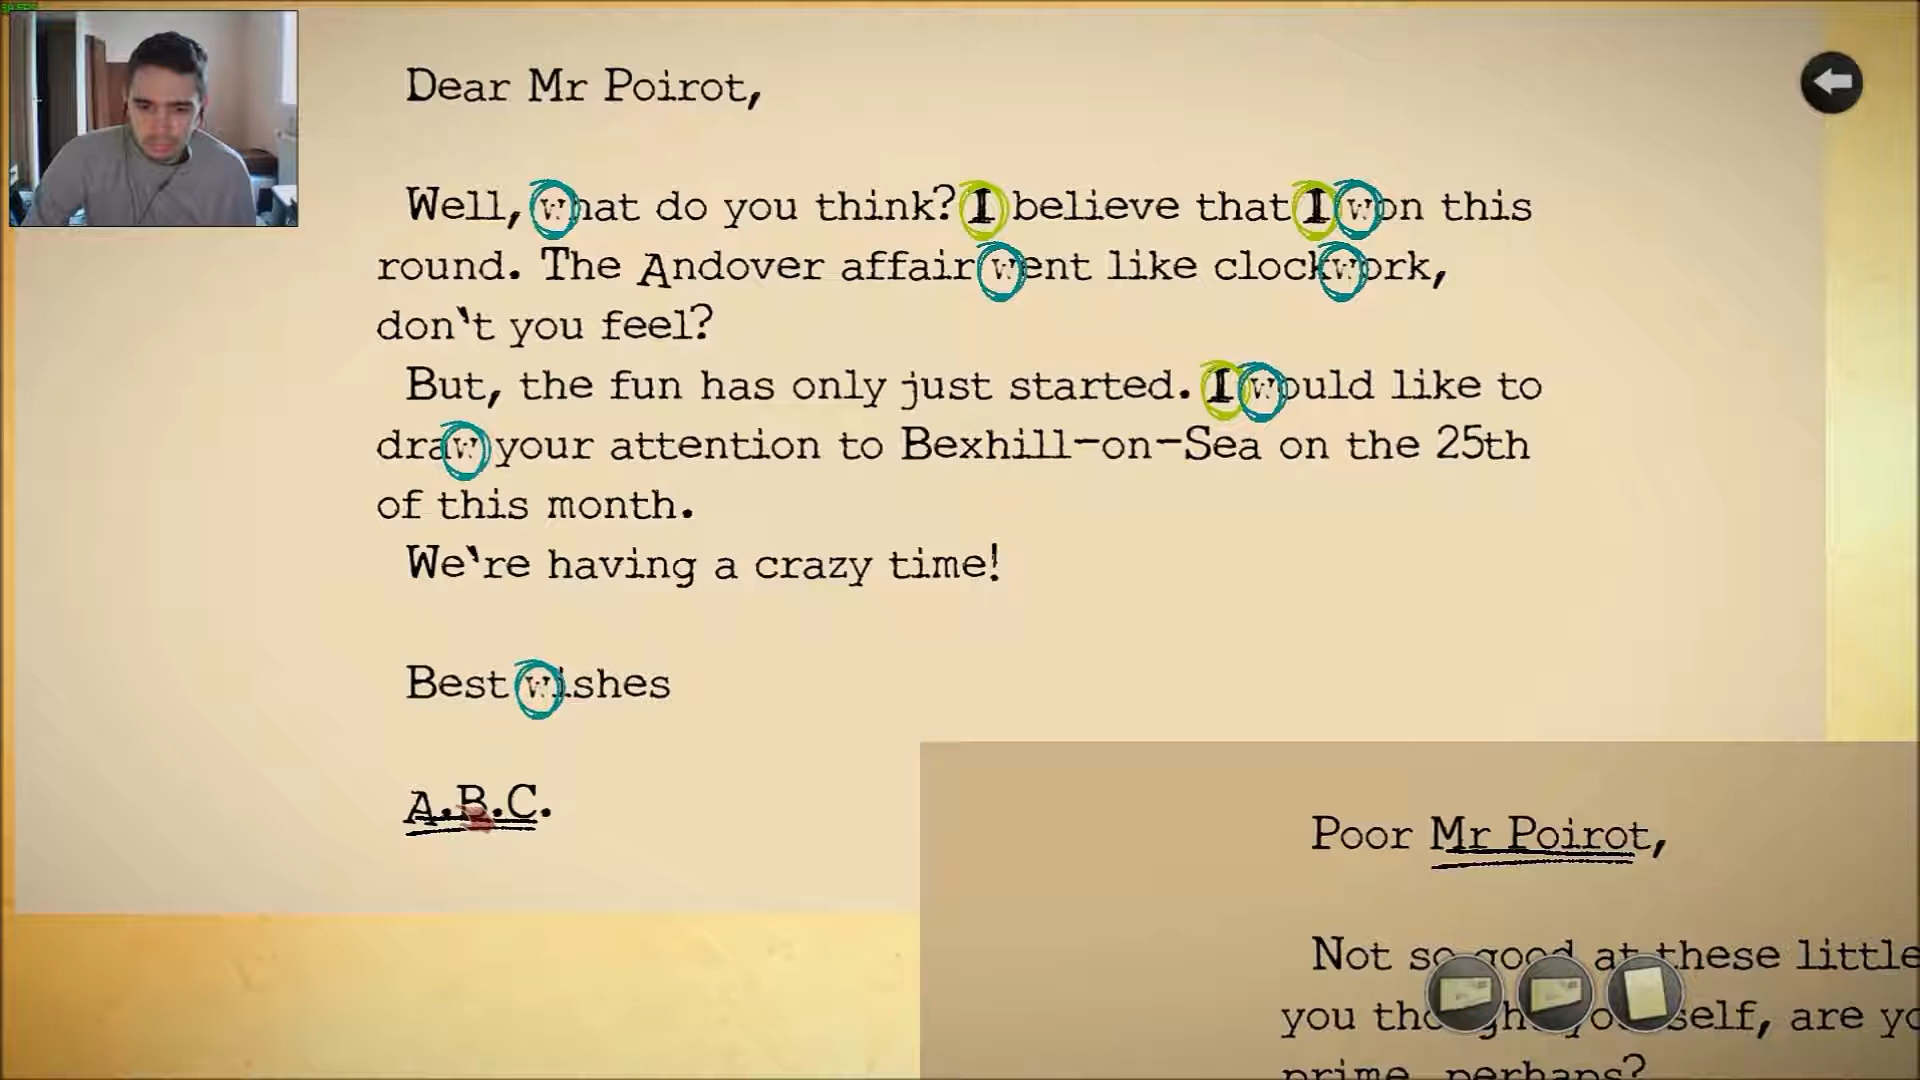 Dear Mr Poirot,
Well, what do you think? I believe that I won this
round. The Andover affair went like clockwork,
don't you feel?
But, the fun has only just started. I would like to
draw your attention to Bexhill-on-Sea on the 25th
of this month.
We're having a crazy time!
Best wishes
A.B.C.
Poor Mr Poirot,
Not so good at these little
you thought yourself, are
prime, perhaps?